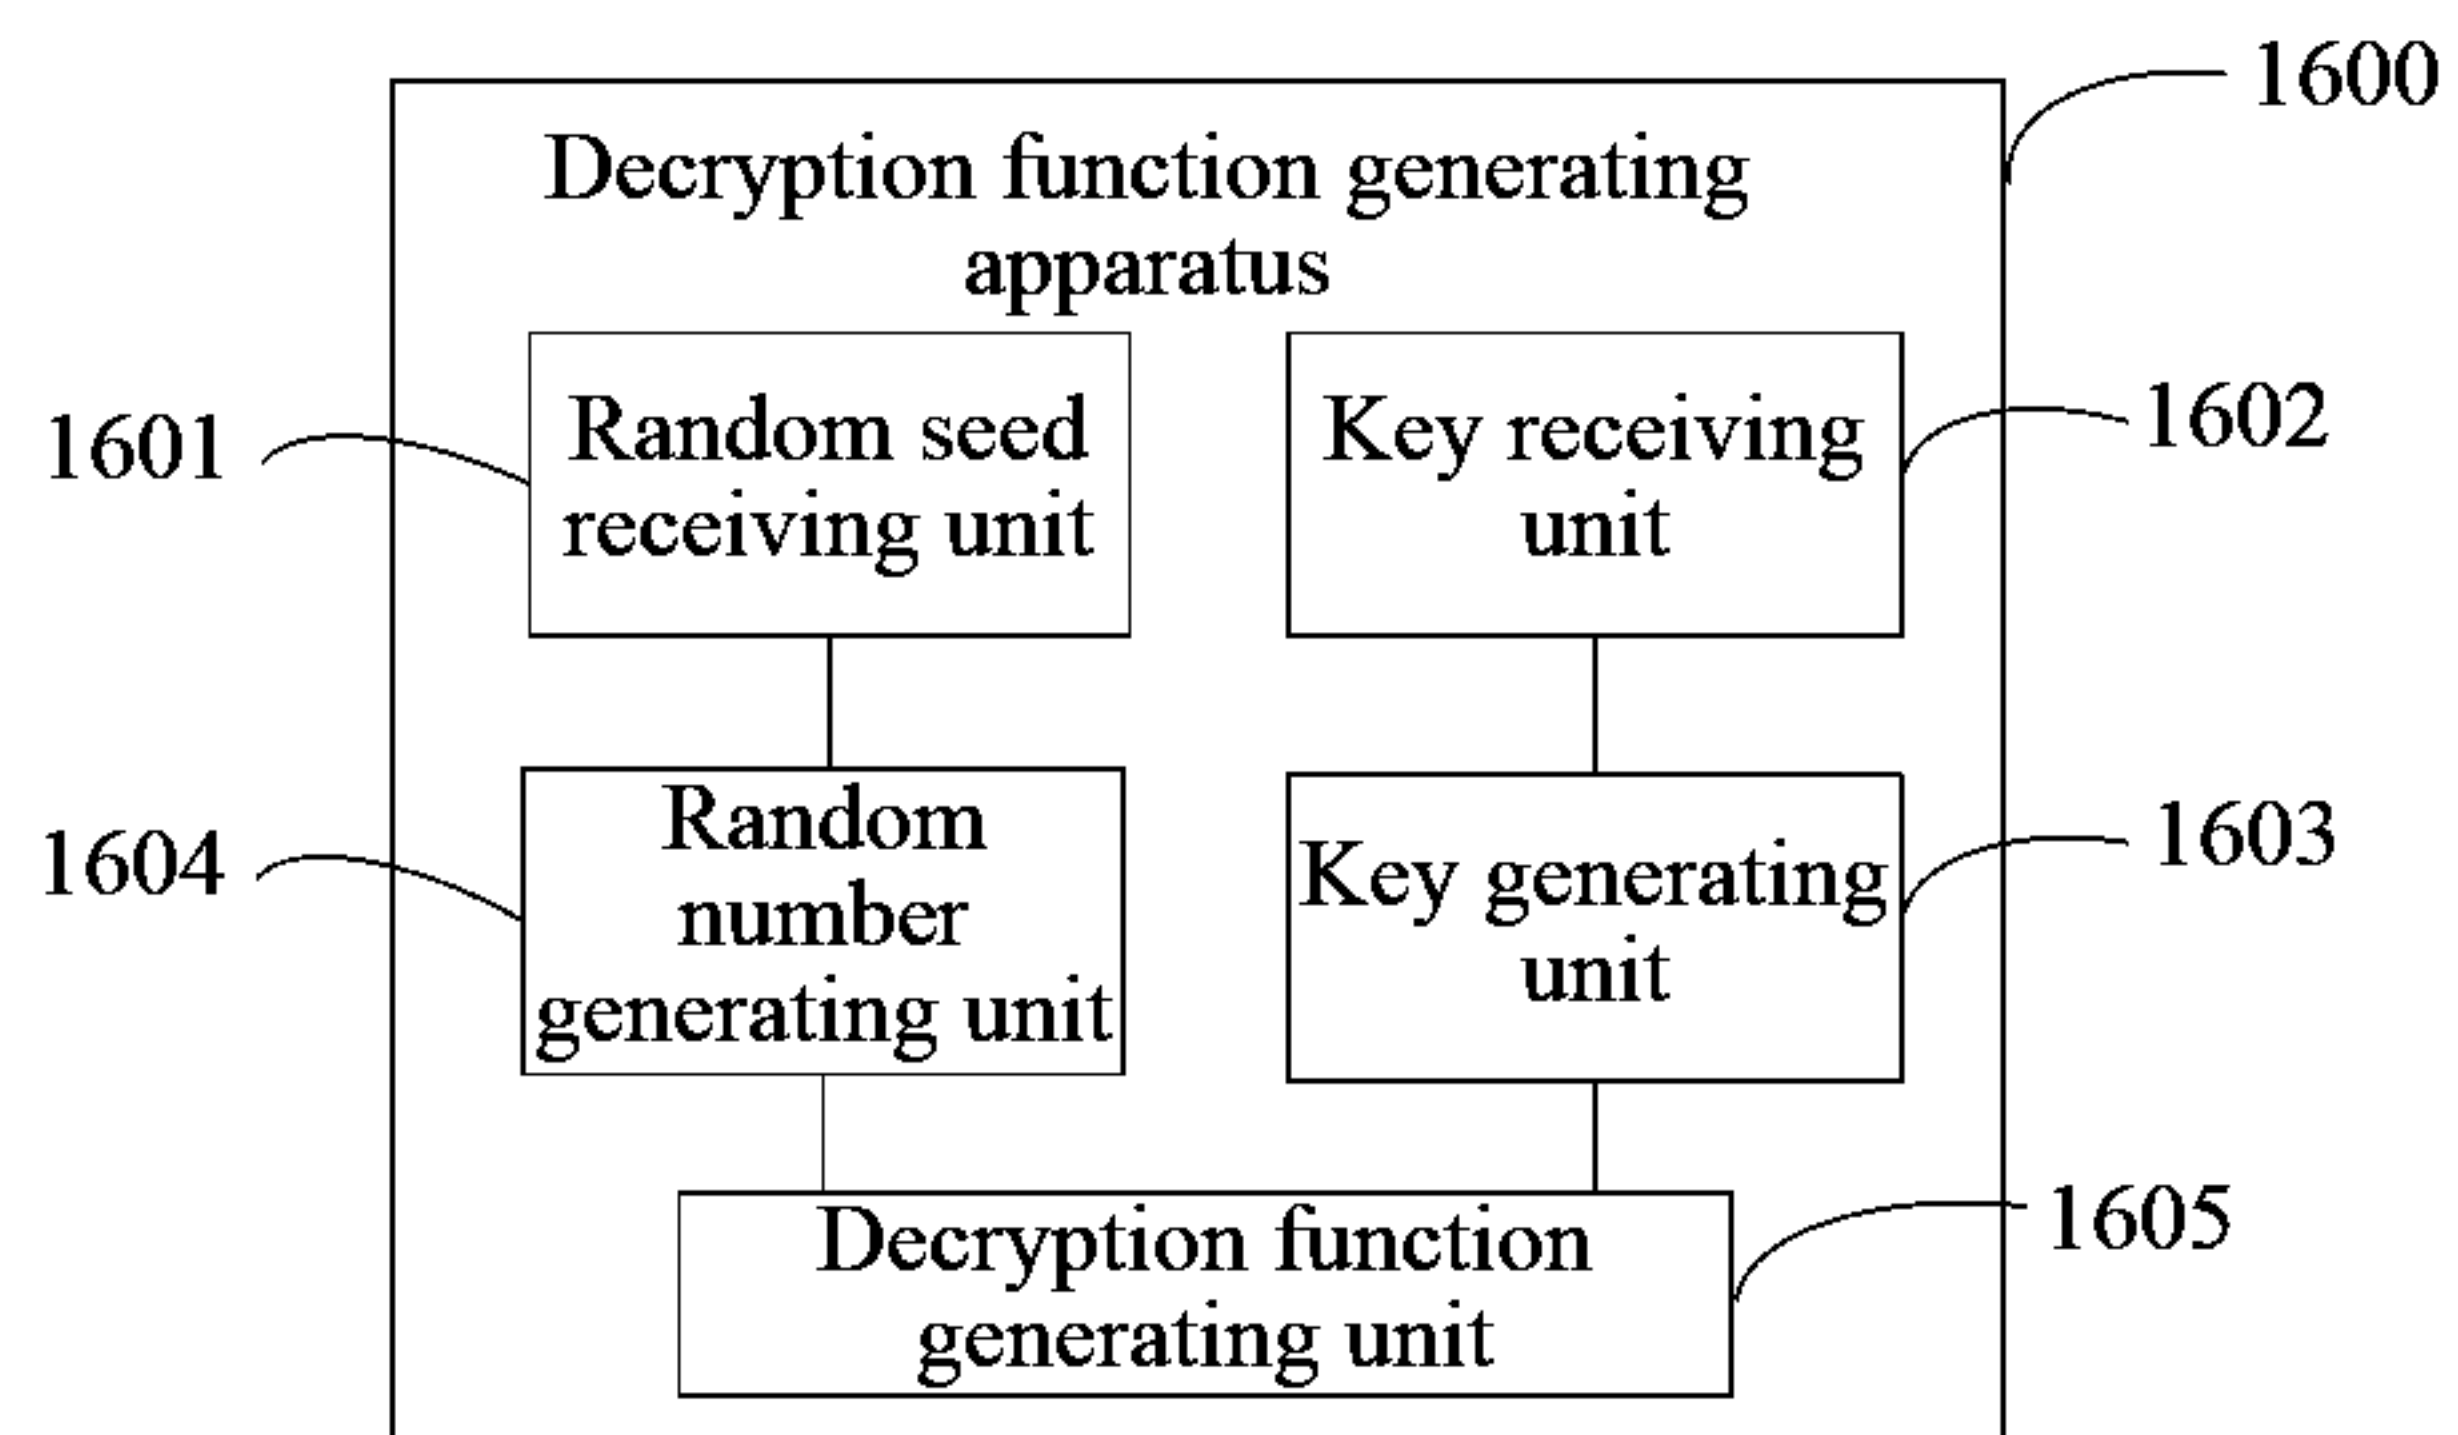 1600
Decryption function generating
apparatus
1601
Random seed
receiving unit
Key receiving
unit
1602
1604
Random
number
generating unit
Key generating
unit
1603
Decryption function
generating unit
1605